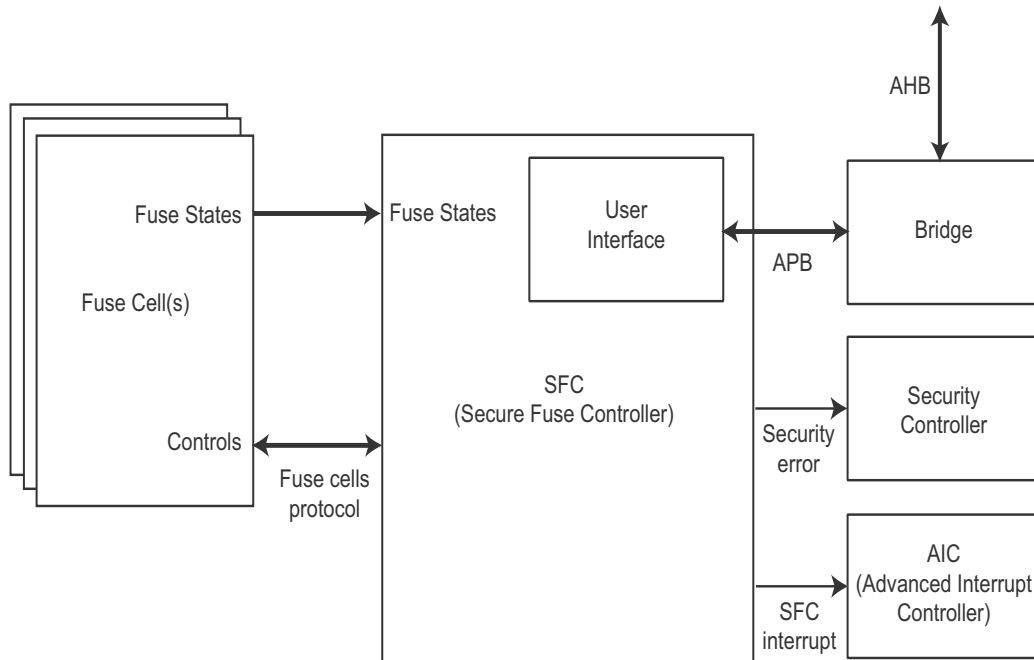 AHB
Fuse States
Fuse Cell(s)
Controls
Fuse cells
protocol
Fuse States
User
Interface
APB
Bridge
SFC
(Secure Fuse Controller)
Security
error
Security
Controller
SFC
interrupt
AIC
(Advanced Interrupt
Controller)